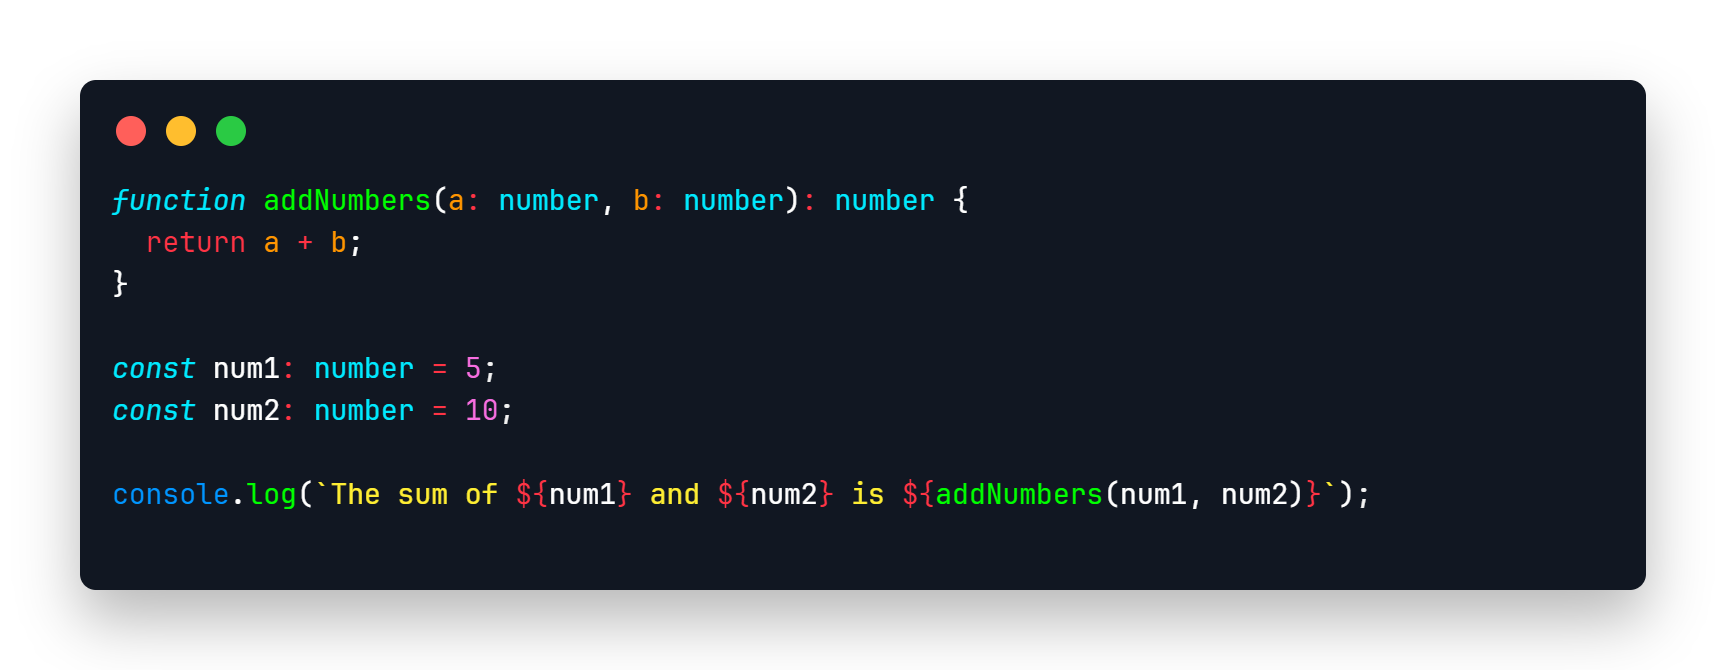 function addNumbers(a: number, b: number): number {
  return a + b;
}

const num1: number = 5;
const num2: number = 10;

console.log(`The sum of ${num1} and ${num2} is ${addNumbers(num1, num2)}`);